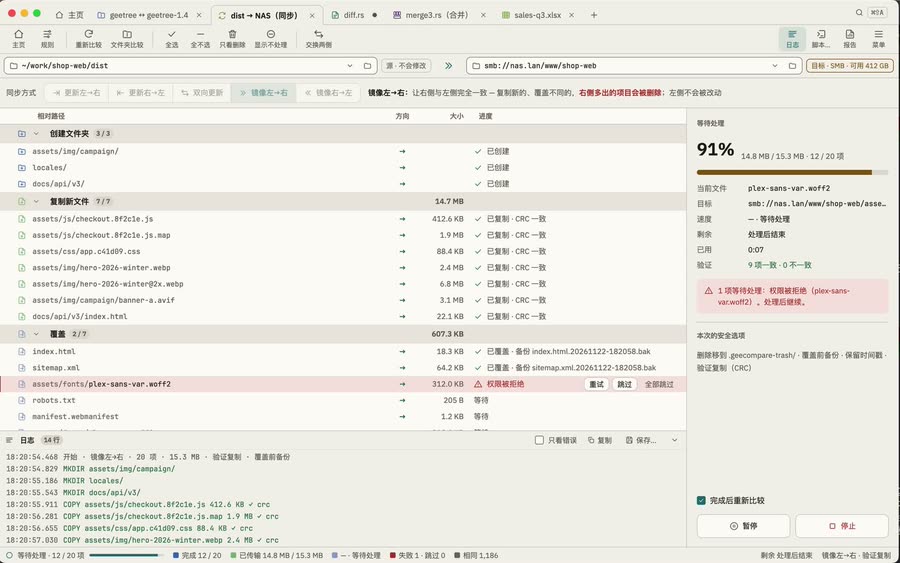 主页
geetree ⇔ geetree-1.4 ×
dist → NAS（同步） ×
diff.rs ●
merge3.rs（合并） ×
sales-q3.xlsx ×
+
⌘⇧A
主页
规则
重新比较
文件夹比较
全选
全不选
只看删除
显示不处理
交换两侧
日志
脚本…
报告
菜单
~/work/shop-web/dist
源 · 不会修改
smb://nas.lan/www/shop-web
目标 · SMB · 可用 412 GB
同步方式
更新左→右
更新右→左
双向更新
镜像左→右
镜像右→左
镜像左→右： 让右侧与左侧完全一致 — 复制新的、覆盖不同的，右侧多出的项目会被删除；左侧不会被改动
相对路径 方向 大小 进度
创建文件夹 3 / 3
assets/img/campaign/ → ✓ 已创建
locales/ → ✓ 已创建
docs/api/v3/ → ✓ 已创建
复制新文件 7 / 7 14.7 MB
assets/js/checkout.8f2c1e.js → 412.6 KB ✓ 已复制 · CRC 一致
assets/js/checkout.8f2c1e.js.map → 1.9 MB ✓ 已复制 · CRC 一致
assets/css/app.c41d09.css → 88.4 KB ✓ 已复制 · CRC 一致
assets/img/hero-2026-winter.webp → 2.4 MB ✓ 已复制 · CRC 一致
assets/img/hero-2026-winter@2x.webp → 6.8 MB ✓ 已复制 · CRC 一致
assets/img/campaign/banner-a.avif → 3.1 MB ✓ 已复制 · CRC 一致
docs/api/v3/index.html → 22.1 KB ✓ 已复制 · CRC 一致
覆盖 2 / 7 607.3 KB
index.html → 18.3 KB ✓ 已覆盖 · 备份 index.html.20261122-182058.bak
sitemap.xml → 64.2 KB ✓ 已覆盖 · 备份 sitemap.xml.20261122-182058.bak
assets/fonts/plex-sans-var.woff2 → 312.0 KB 权限被拒绝 重试 跳过 全部跳过
robots.txt → 205 B 等待
manifest.webmanifest → 1.2 KB 等待
日志 14 行
只看错误
复制
保存…
18:20:54.468 开始 · 镜像左→右 · 20 项 · 15.3 MB · 验证复制 · 覆盖前备份
18:20:54.829 MKDIR assets/img/campaign/
18:20:55.186 MKDIR locales/
18:20:55.543 MKDIR docs/api/v3/
18:20:55.911 COPY assets/js/checkout.8f2c1e.js 412.6 KB ✓ crc
18:20:56.281 COPY assets/js/checkout.8f2c1e.js.map 1.9 MB ✓ crc
18:20:56.655 COPY assets/css/app.c41d09.css 88.4 KB ✓ crc
18:20:57.030 COPY assets/img/hero-2026-winter.webp 2.4 MB ✓ crc
等待处理
91% 14.8 MB / 15.3 MB · 12 / 20 项
当前文件 plex-sans-var.woff2
目标 smb://nas.lan/www/shop-web/asse…
速度 — · 等待处理
剩余 处理后结束
已用 0:07
验证 9 项一致 · 0 不一致
1 项等待处理：权限被拒绝（plex-sans-
var.woff2）。处理后继续。
本次的安全选项
删除移到 .geecompare-trash/ · 覆盖前备份 · 保留时间戳 ·
验证复制（CRC）
完成后重新比较
暂停
停止
等待处理 · 12 / 20 项
完成 12 / 20
已传输 14.8 MB / 15.3 MB
— · 等待处理
失败 1 · 跳过 0
相同 1,186
剩余 处理后结束
镜像左→右 · 验证复制